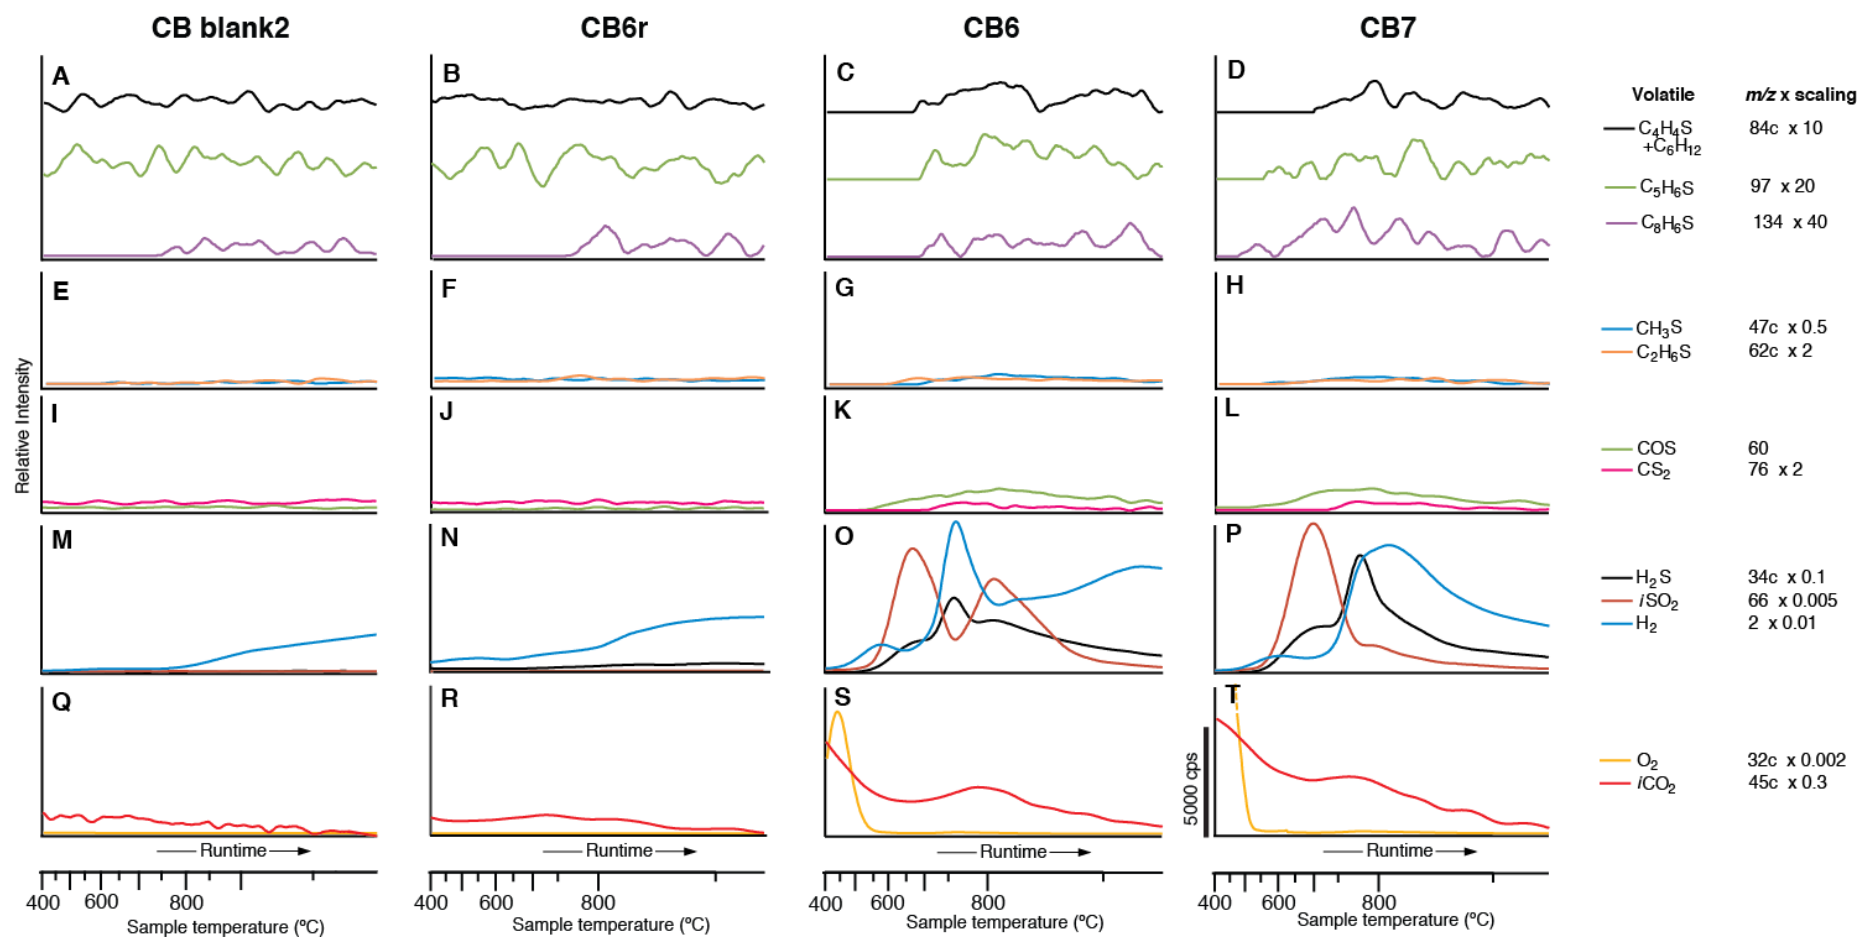 CB blank2 CB6r CB6 CB7
A B C D
Volatile m/z x scaling
C4H4S 84c x 10
+C6H12
C5H6S 97 x 20
C8H6S 134 x 40
E F G H
CH3S 47c x 0.5
C2H6S 62c x 2
Relative Intensity
I J K L
COS 60
CS2 76 x 2
M N O P
H2S 34c x 0.1
iSO2 66 x 0.005
H2 2 x 0.01
Q R S T
5000 cps
O2 32c x 0.002
iCO2 45c x 0.3
Runtime Runtime Runtime Runtime
400 600 800 400 600 800 400 600 800 400 600 800
Sample temperature (ºC) Sample temperature (ºC) Sample temperature (ºC) Sample temperature (ºC)